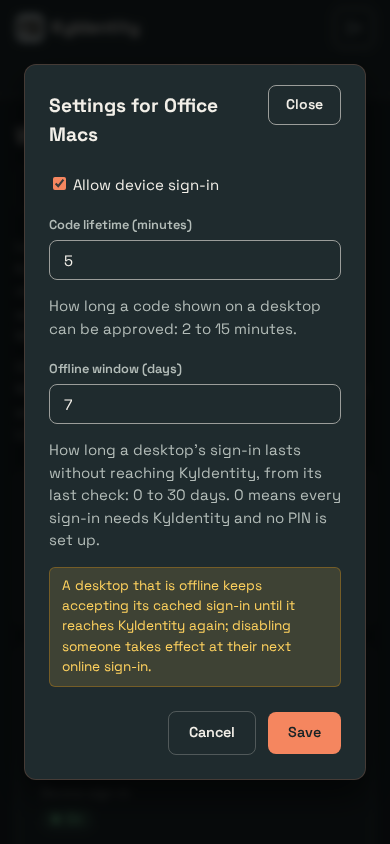 Settings for Office
Macs
Close
Allow device sign-in
Code lifetime (minutes)
5
How long a code shown on a desktop
can be approved: 2 to 15 minutes.
Offline window (days)
7
How long a desktop's sign-in lasts
without reaching KyIdentity, from its
last check: 0 to 30 days. 0 means every
sign-in needs KyIdentity and no PIN is
set up.
A desktop that is offline keeps
accepting its cached sign-in until it
reaches KyIdentity again; disabling
someone takes effect at their next
online sign-in.
Cancel
Save